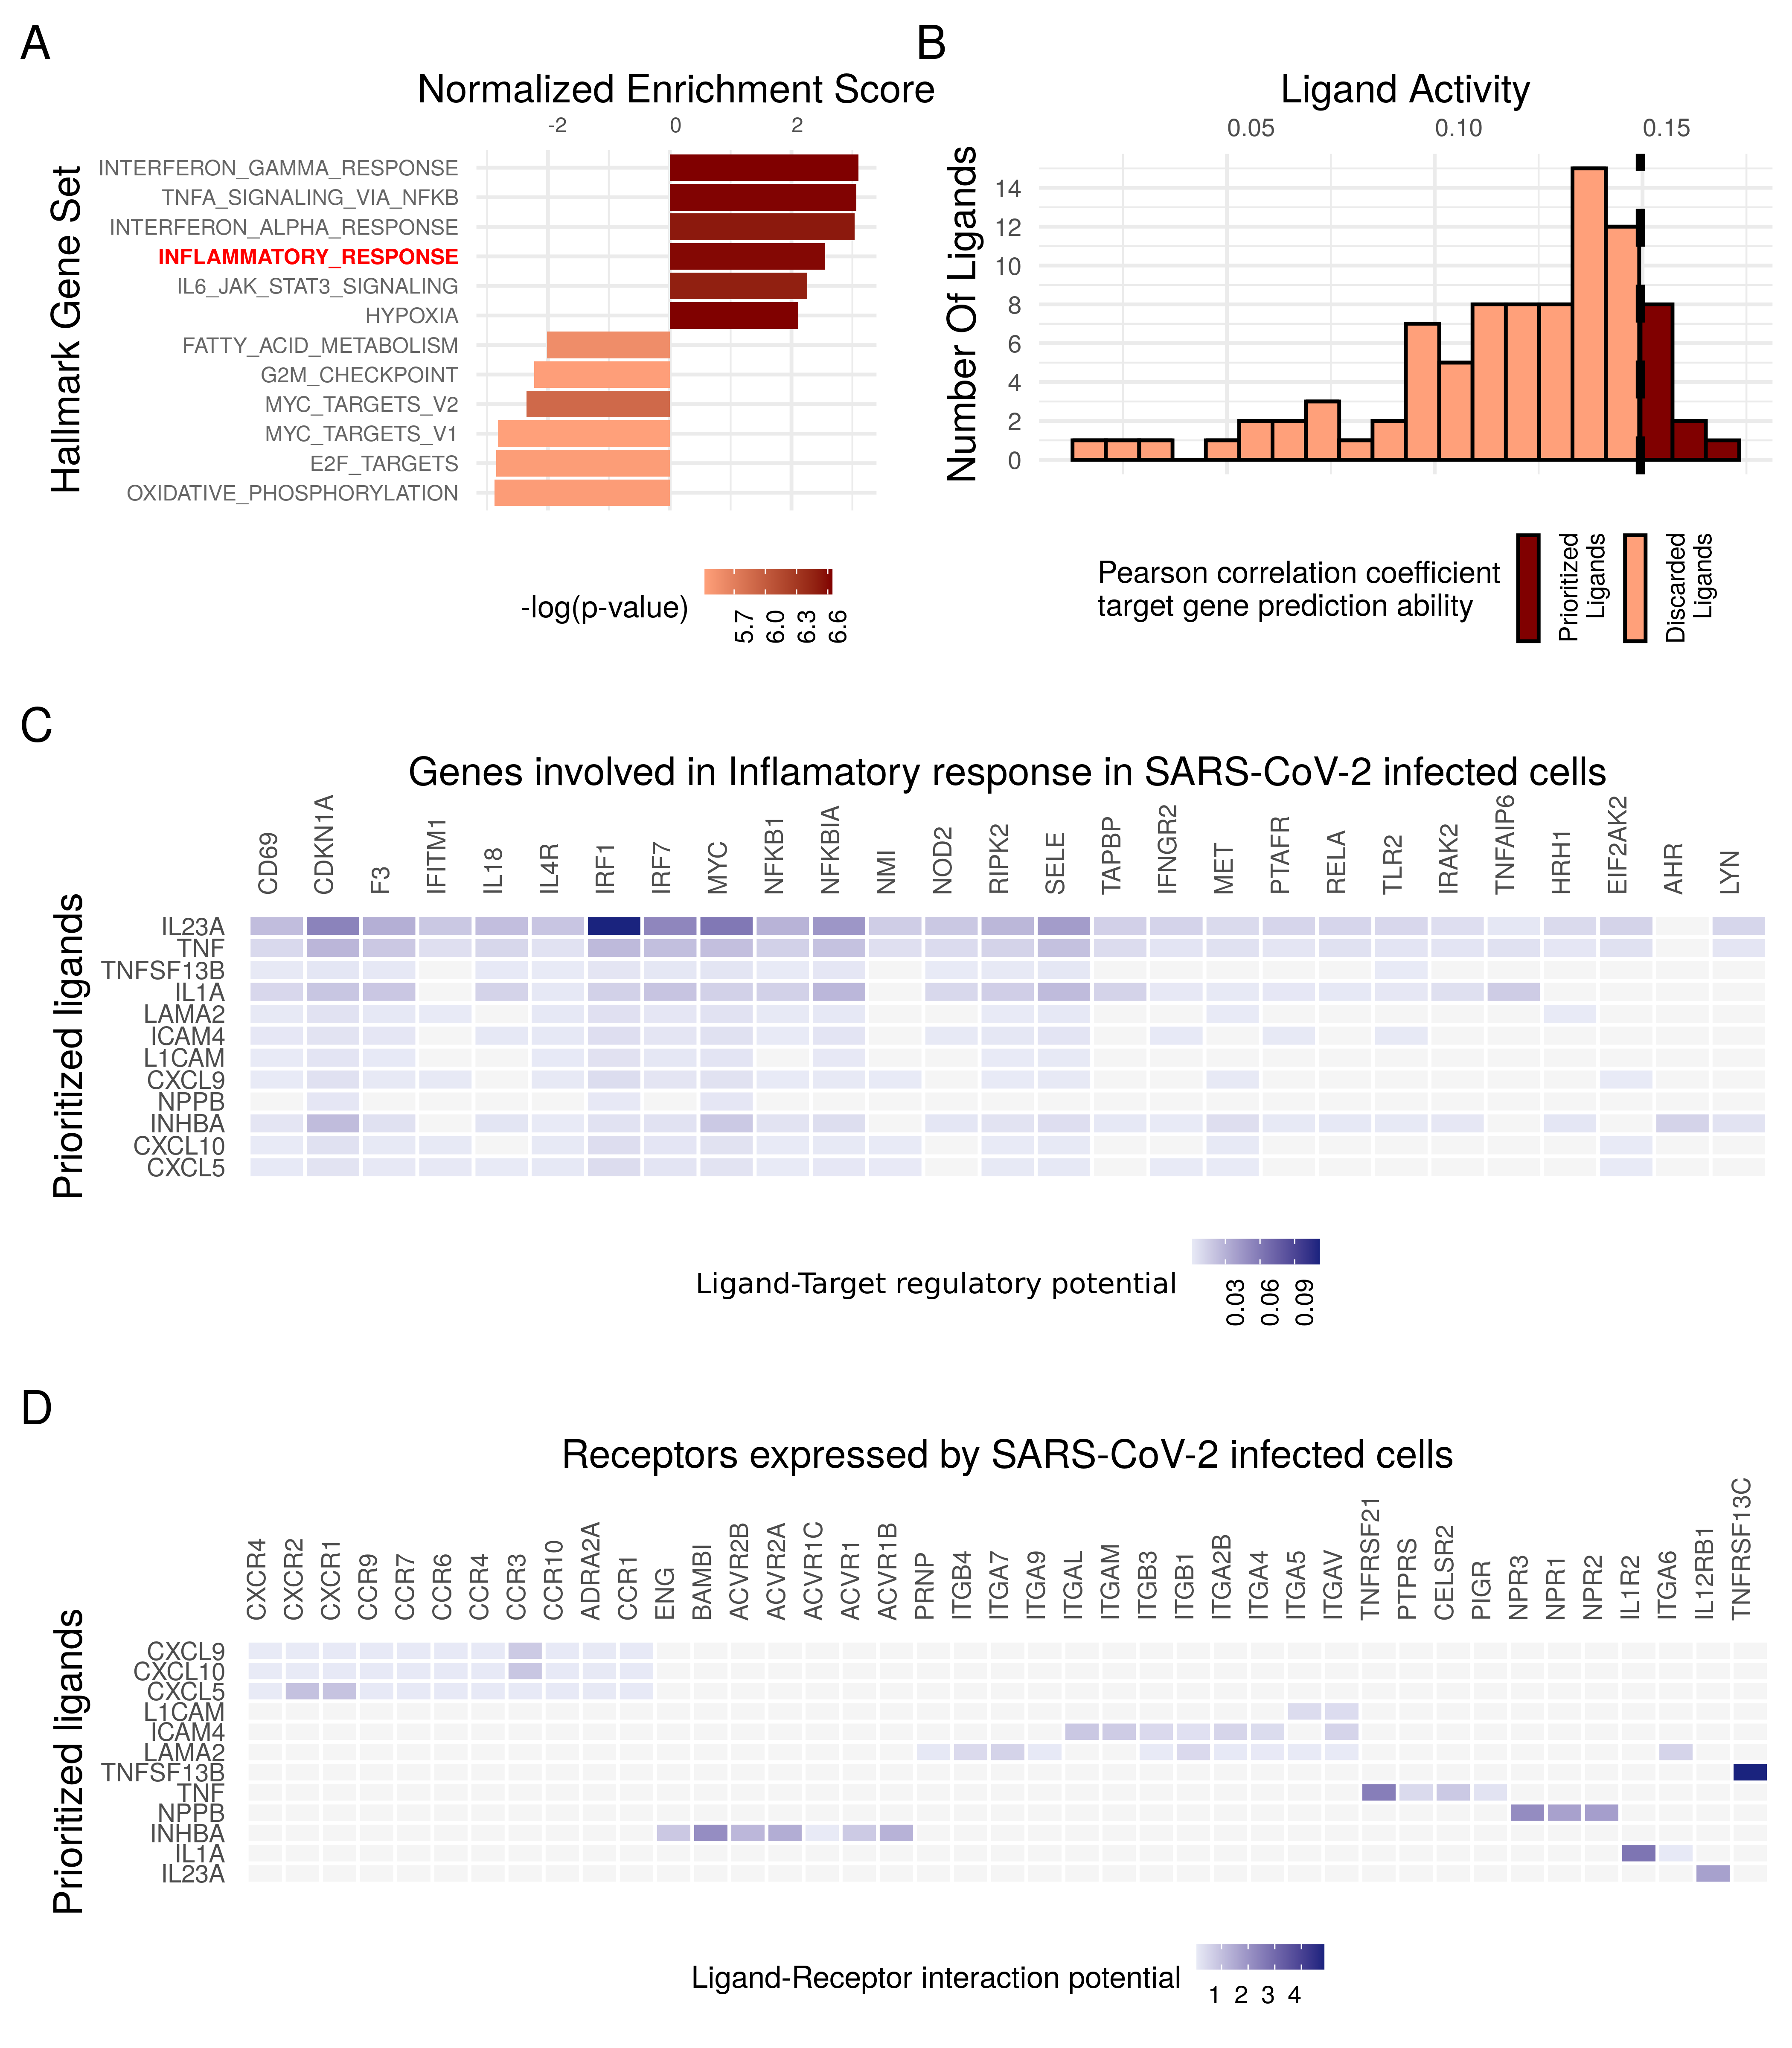 A
Normalized Enrichment Score
-2
0
2
Hallmark Gene Set
INTERFERON_GAMMA_RESPONSE
TNFA_SIGNALING_VIA_NFKB
INTERFERON_ALPHA_RESPONSE
INFLAMMATORY_RESPONSE
IL6_JAK_STAT3_SIGNALING
HYPOXIA
FATTY_ACID_METABOLISM
G2M_CHECKPOINT
MYC_TARGETS_V2
MYC_TARGETS_V1
E2F_TARGETS
OXIDATIVE_PHOSPHORYLATION
-log(p-value)
5.7
6.0
6.3
6.6
B
Ligand Activity
0.05
0.10
0.15
Number Of Ligands
14
12
10
8
6
4
2
0
Pearson correlation coefficient
target gene prediction ability
Prioritized
Ligands
Discarded
Ligands
C
Genes involved in Inflamatory response in SARS-CoV-2 infected cells
CD69
CDKN1A
F3
IFITM1
IL18
IL4R
IRF1
IRF7
MYC
NFKB1
NFKBIA
NMI
NOD2
RIPK2
SELE
TAPBP
IFNGR2
MET
PTAFR
RELA
TLR2
IRAK2
TNFAIP6
HRH1
EIF2AK2
AHR
LYN
Prioritized ligands
IL23A
TNF
TNFSF13B
IL1A
LAMA2
ICAM4
L1CAM
CXCL9
NPPB
INHBA
CXCL10
CXCL5
Ligand-Target regulatory potential
0.03
0.06
0.09
D
Receptors expressed by SARS-CoV-2 infected cells
CXCR4
CXCR2
CXCR1
CCR9
CCR7
CCR6
CCR4
CCR3
CCR10
ADRA2A
CCR1
ENG
BAMBI
ACVR2B
ACVR2A
ACVR1C
ACVR1
ACVR1B
PRNP
ITGB4
ITGA7
ITGA9
ITGAL
ITGAM
ITGB3
ITGB1
ITGA2B
ITGA4
ITGA5
ITGAV
TNFRSF21
PTPRS
CELSR2
PIGR
NPR3
NPR1
NPR2
IL1R2
ITGA6
IL12RB1
TNFRSF13C
Prioritized ligands
CXCL9
CXCL10
CXCL5
L1CAM
ICAM4
LAMA2
TNFSF13B
TNF
NPPB
INHBA
IL1A
IL23A
Ligand-Receptor interaction potential
1 2 3 4